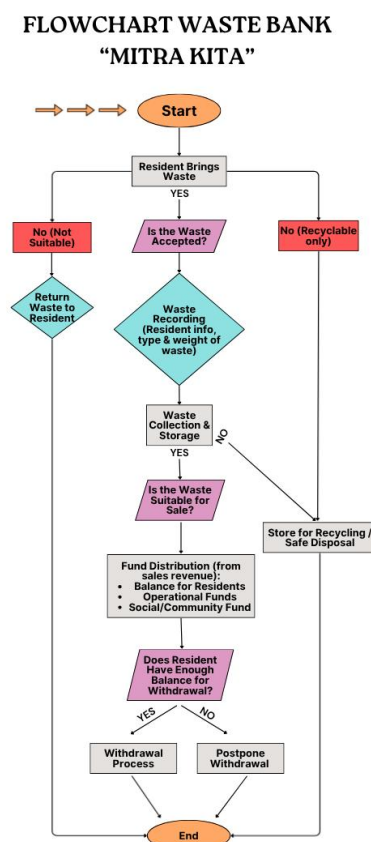 FLOWCHART WASTE BANK
“MITRA KITA”
Start
Resident Brings
Waste
YES
No (Not
Suitable)
Is the Waste
Accepted?
No (Recyclable
only)
Return
Waste to
Resident
Waste
Recording
(Resident info,
type & weight of
waste)
Waste
Collection &
Storage
NO
YES
Is the Waste
Suitable for
Sale?
Store for Recycling /
Safe Disposal
Fund Distribution (from
sales revenue):
• Balance for Residents
• Operational Funds
• Social/Community Fund
Does Resident
Have Enough
Balance for
Withdrawal?
YES
NO
Withdrawal
Process
Postpone
Withdrawal
End